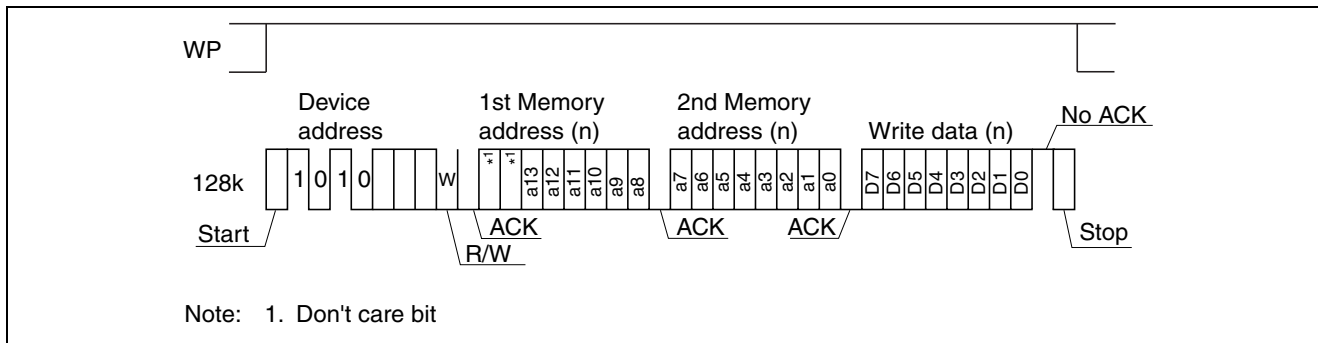 WP
Device address
1st Memory address (n)
2nd Memory address (n)
Write data (n)
No ACK
128k
1 0 1 0 W *1 *1 a13 a12 a11 a10 a9 a8 a7 a6 a5 a4 a3 a2 a1 a0 D7 D6 D5 D4 D3 D2 D1 D0
Start
ACK
ACK
ACK
Stop
R/W
Note: 1. Don't care bit